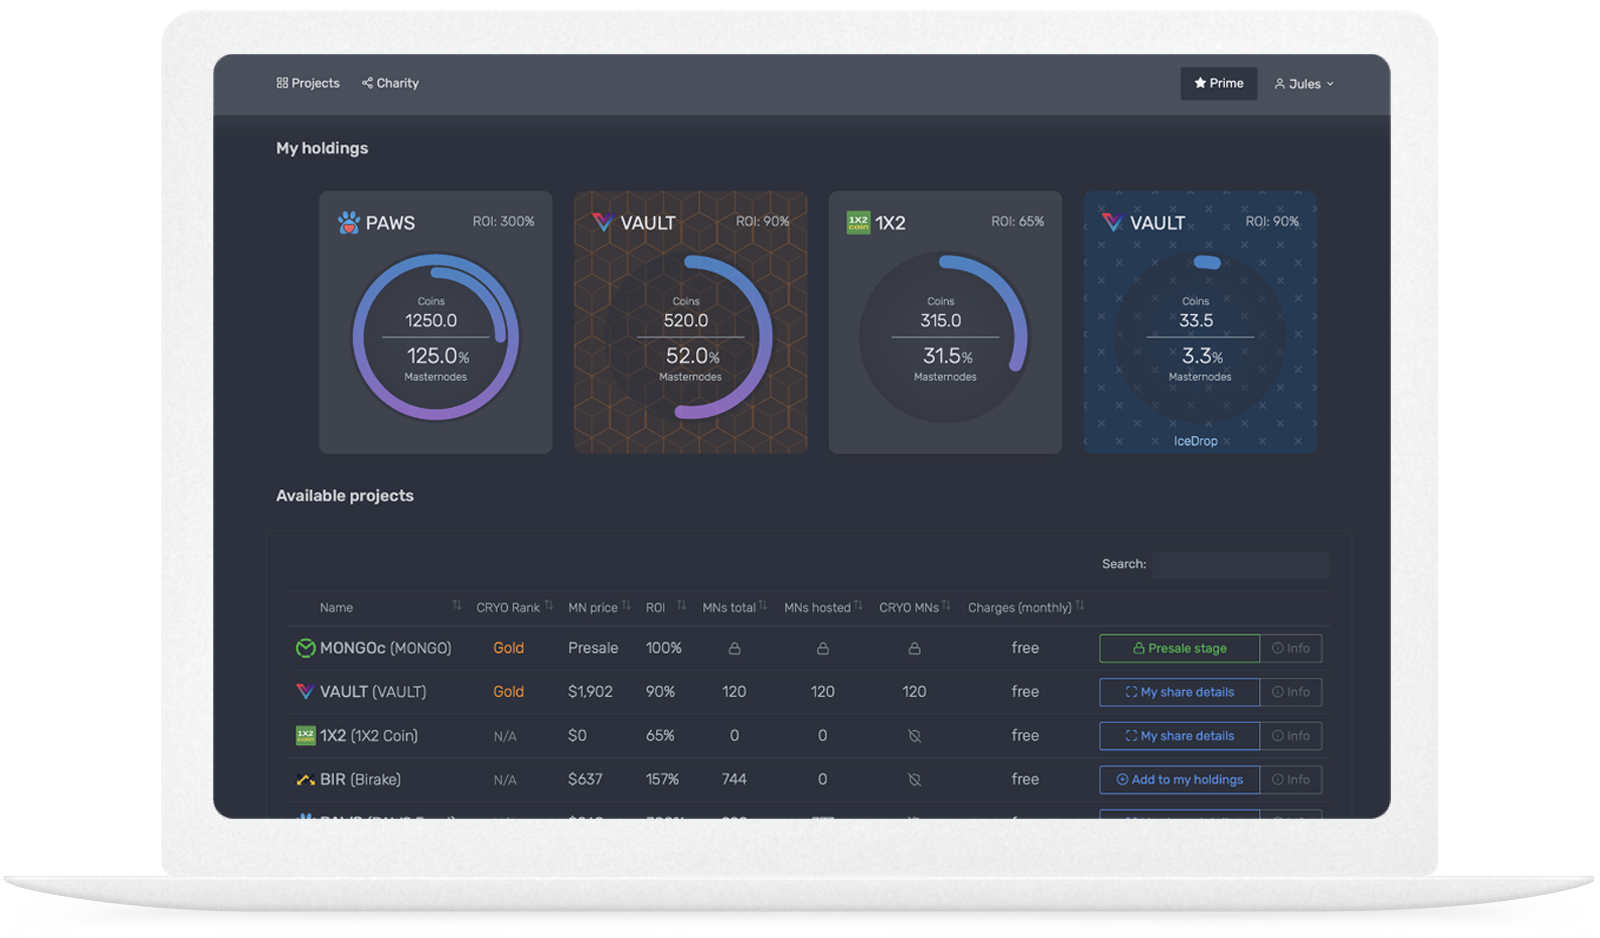 Projects Charity Prime Jules
My holdings
PAWS ROI: 300%
Coins
1250.0
125.0%
Masternodes
VAULT ROI: 90%
Coins
520.0
52.0%
Masternodes
1X2 coin 1X2 ROI: 65%
Coins
315.0
31.5%
Masternodes
VAULT ROI: 90%
Coins
33.5
3.3%
Masternodes
IceDrop
Available projects
Search:
Name CRYO Rank MN price ROI MNs total MNs hosted CRYO MNs Charges (monthly)
MONGOc (MONGO) Gold Presale 100% free Presale stage Info
VAULT (VAULT) Gold $1,902 90% 120 120 120 free My share details Info
1X2 coin 1X2 (1X2 Coin) N/A $0 65% 0 0 free My share details Info
BIR (Birake) N/A $637 157% 744 0 free Add to my holdings Info